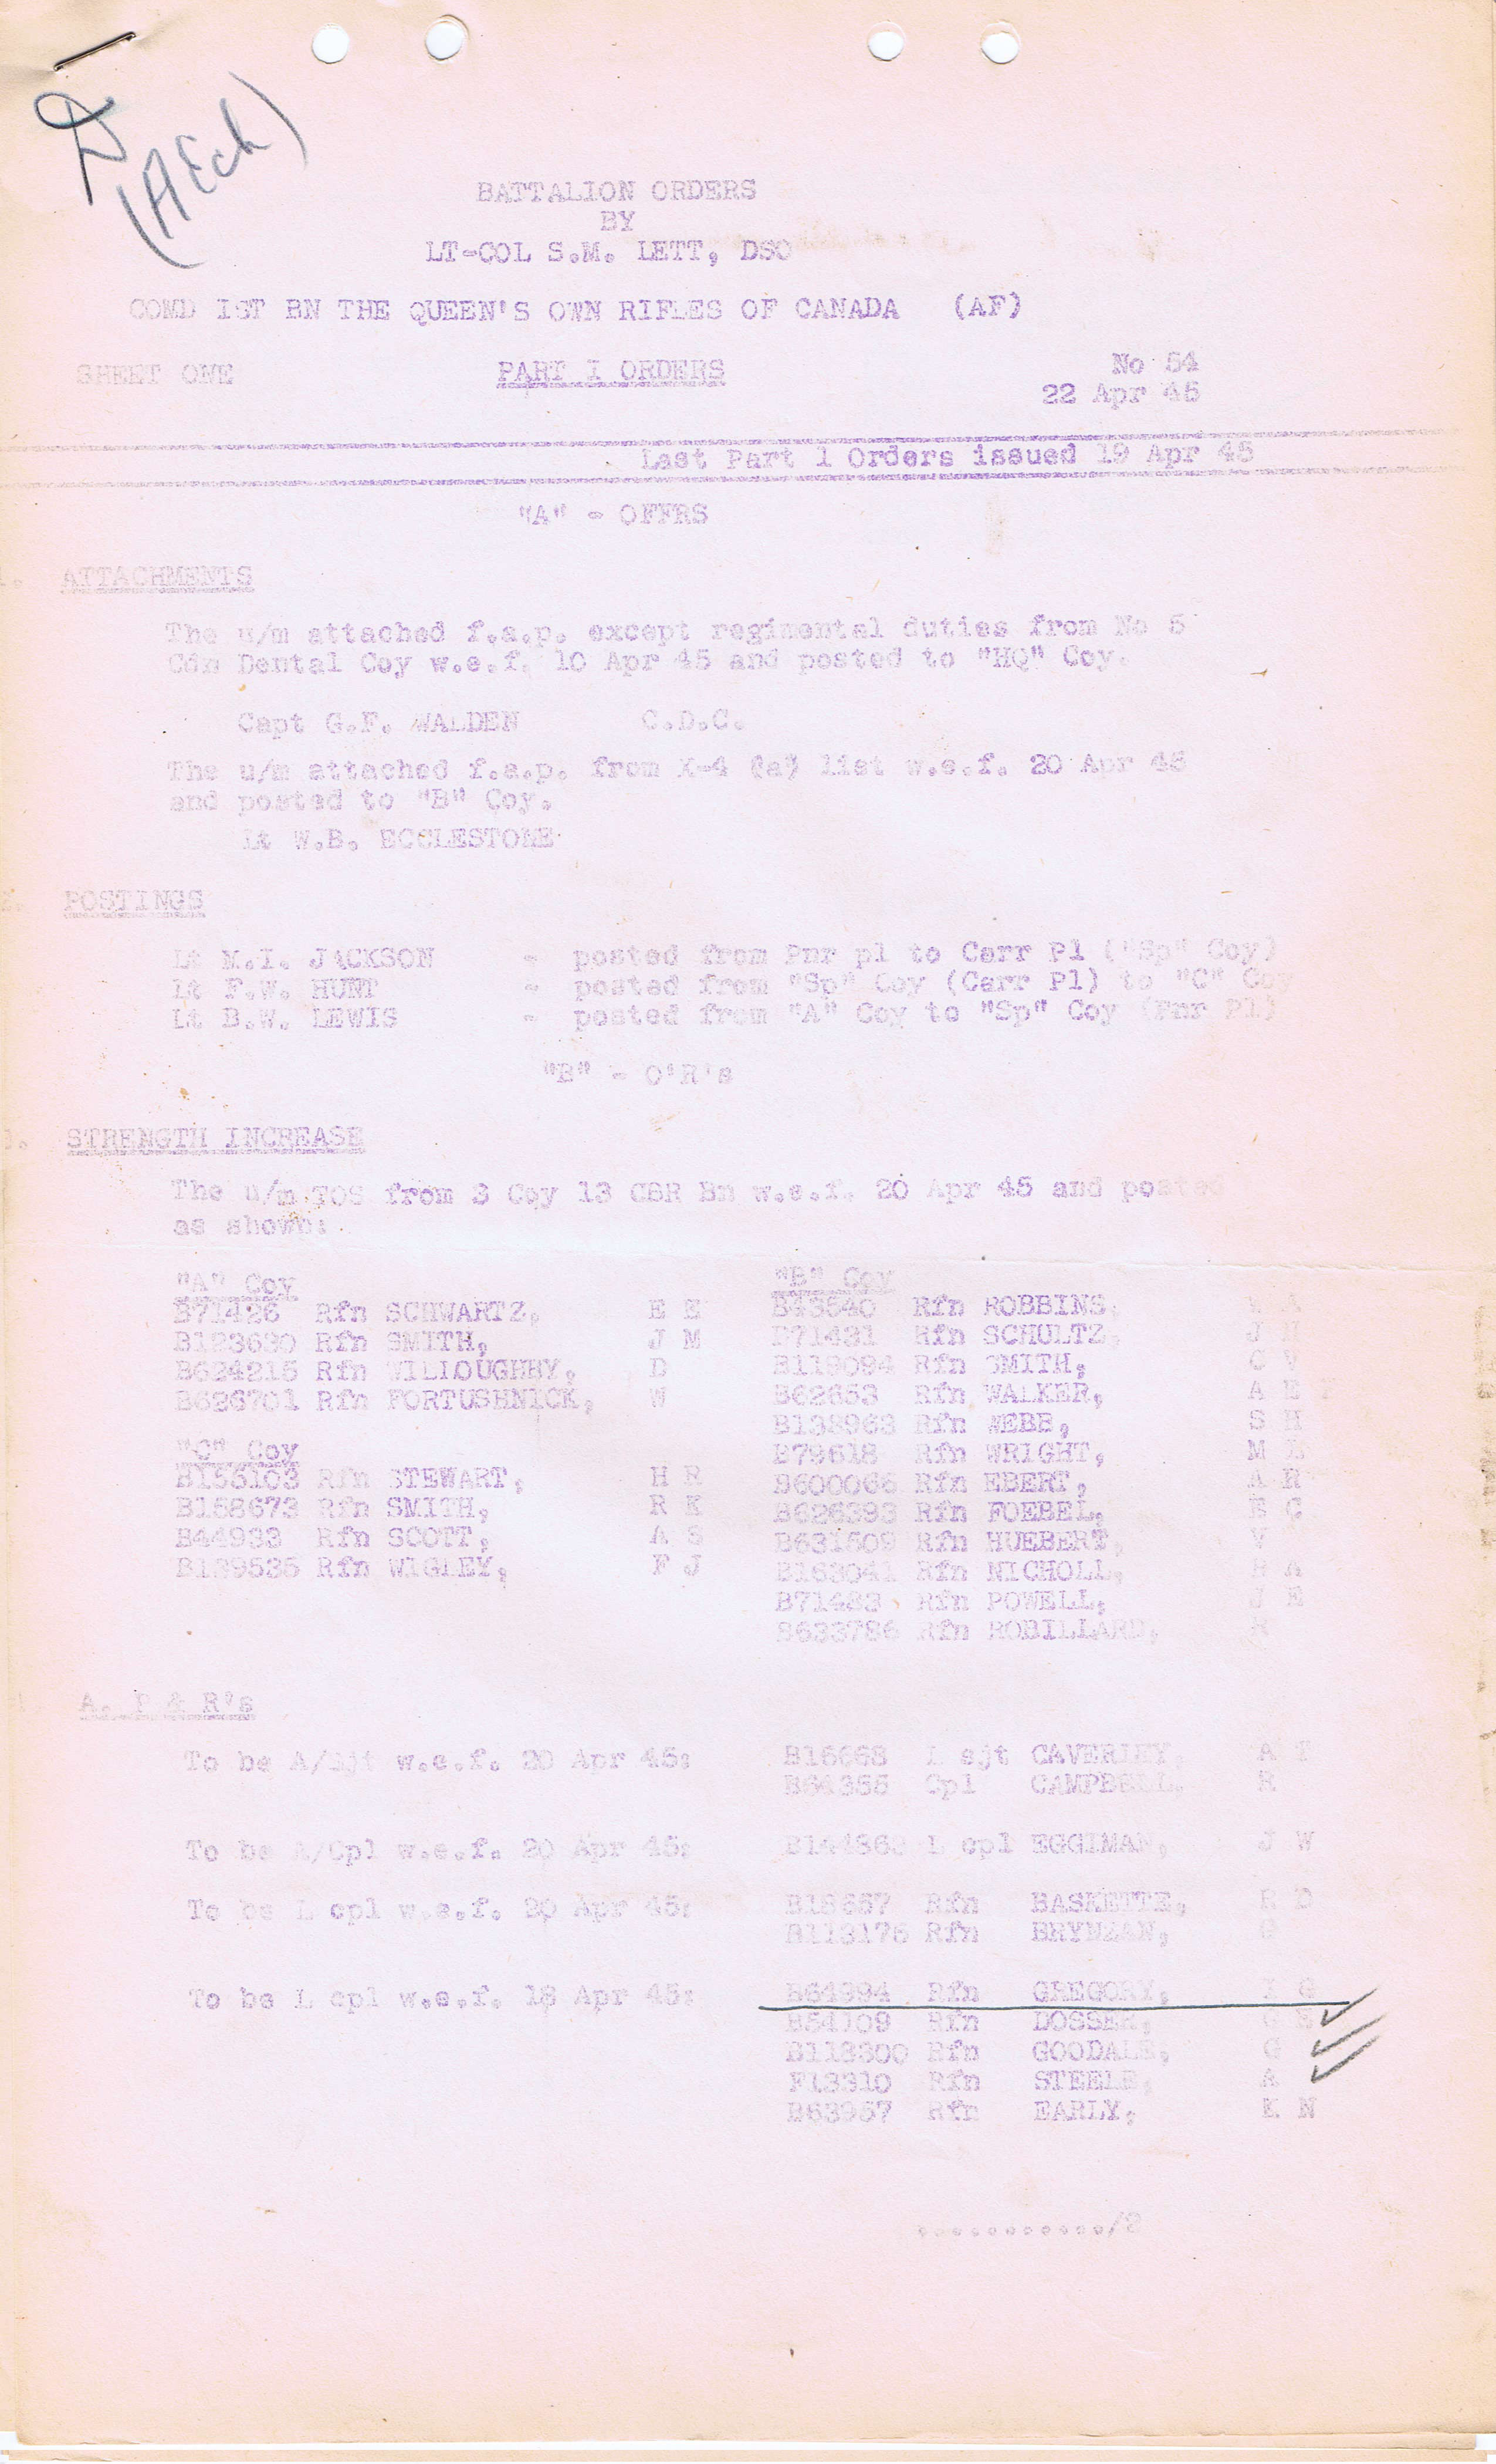 D
(A Ech)
BATTALION ORDERS
BY
LT-COL S.M. LETT, DSO
COMD 1ST BN THE QUEEN'S OWN RIFLES OF CANADA (AF)
SHEET ONE PART I ORDERS No 54
22 Apr 45
Last Part 1 Orders issued 19 Apr 45
"A" - OFFRS
1. ATTACHMENTS
The u/m attached f.a.p. except regimental duties from No 5
Cdn Dental Coy w.e.f. 10 Apr 45 and posted to "HQ" Coy.
Capt G.F. WALDEN C.D.C.
The u/m attached f.a.p. from X-4 (a) list w.e.f. 20 Apr 45
and posted to "B" Coy.
Lt W.B. ECCLESTONE
2. POSTINGS
Lt M.I. JACKSON - posted from Pnr pl to Carr Pl ("Sp" Coy)
Lt F.W. HUNT - posted from "Sp" Coy (Carr Pl) to "C" Coy
Lt B.W. LEWIS - posted from "A" Coy to "Sp" Coy (Pnr Pl)
"B" - O'R's
STRENGTH INCREASE
The u/m TOS from 3 Coy 13 CBR Bn w.e.f. 20 Apr 45 and posted
as shown:
"A" Coy
B71426 Rfn SCHWARTZ, E E
B123630 Rfn SMITH, J M
B624215 Rfn WILLOUGHBY, D
B626701 Rfn FORTUSHNICK, W
"C" Coy
B155103 Rfn STEWART, H R
B158673 Rfn SMITH, R K
B44933 Rfn SCOTT, A S
B139535 Rfn WIGLEY, F J
"B" Coy
B43540 Rfn ROBBINS, W A
B71431 Rfn SCHULTZ, J H
B119094 Rfn SMITH, C V
B62653 Rfn WALKER, A E
B138963 Rfn WEBB, S H
B79618 Rfn WRIGHT, M L
B600065 Rfn EBERT, A R
B626393 Rfn FOEBEL, E C
B631509 Rfn HUEBERT, V
B163041 Rfn NICHOLL, R A
B71433 Rfn POWELL, J E
B633786 Rfn ROBILLARD, R
A. P & R's
To be A/Sjt w.e.f. 20 Apr 45: B16668 L sjt CAVERLEY, A T
B64385 Cpl CAMPBELL, R
To be A/Cpl w.e.f. 20 Apr 45: B144863 L cpl EGGIMAN, J W
To be L cpl w.e.f. 20 Apr 45: B18657 Rfn BASKETTE, R D
B113176 Rfn BRYNZAN, G
To be L cpl w.e.f. 18 Apr 45: B64994 Rfn GREGORY, I G
B54109 Rfn DOSSER, G E
B118300 Rfn GOODALE, G
F13310 Rfn STEELE, A
B63957 Rfn EARLY, K N
.............../2